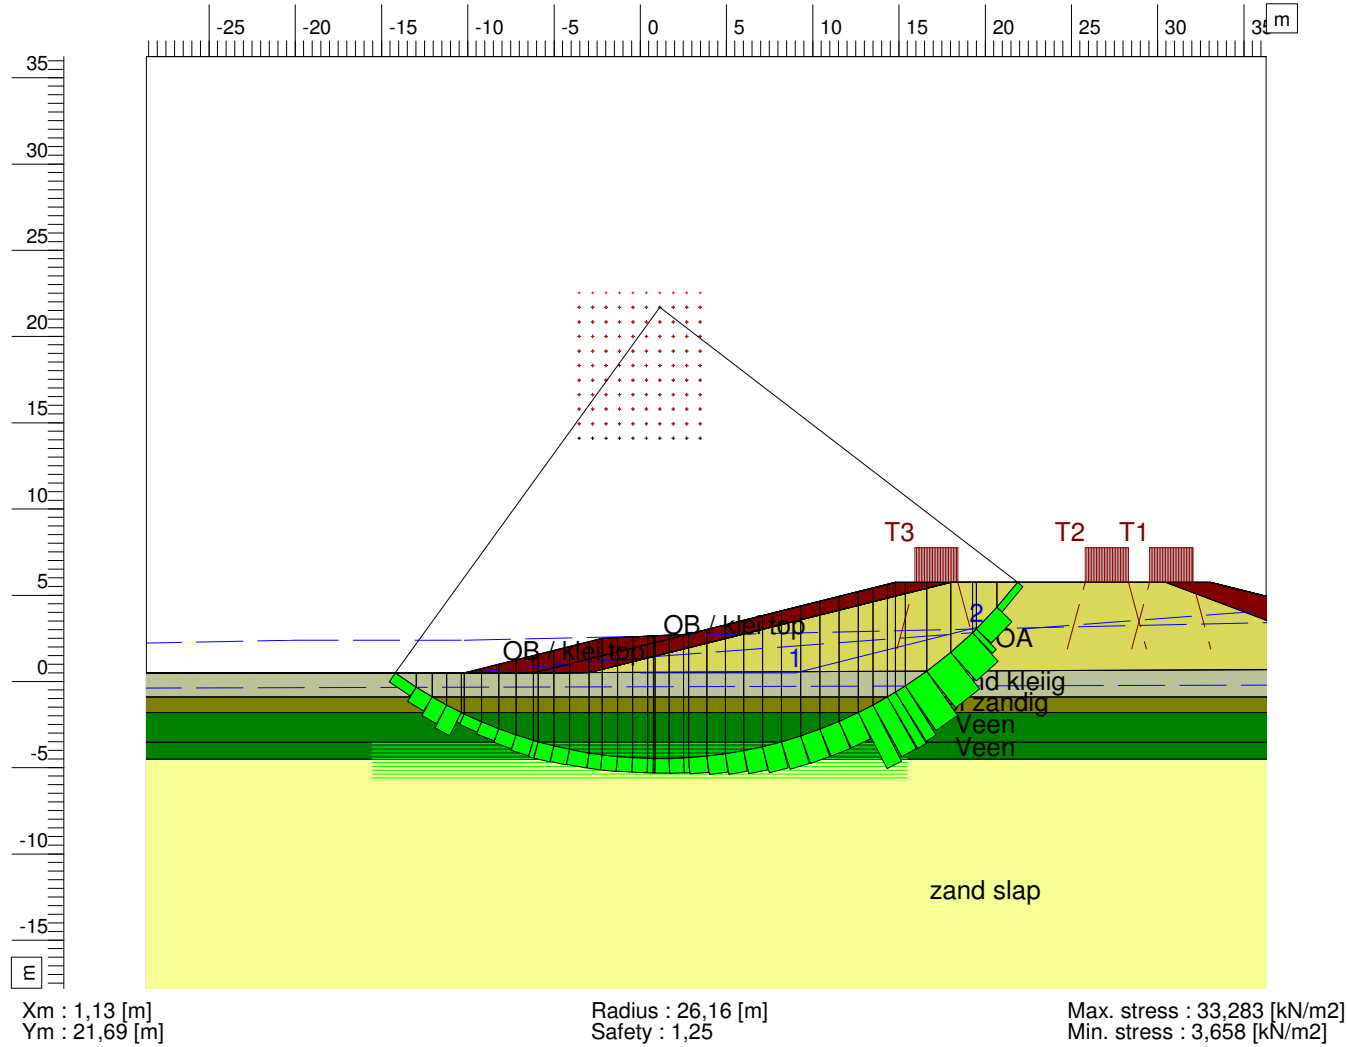 -25 -20 -15 -10 -5 0 5 10 15 20 25 30 35 m
35
30
25
20
15
10
T3 T2 T1
5
2
OB / klei top
OA
OB / klei top
1
0
nd kleiig
zandig
Veen
-5
Veen
-10
zand slap
-15
m
Xm : 1,13 [m]
Radius : 26,16 [m]
Max. stress : 33,283 [kN/m2]
Ym : 21,69 [m]
Safety : 1,25
Min. stress : 3,658 [kN/m2]